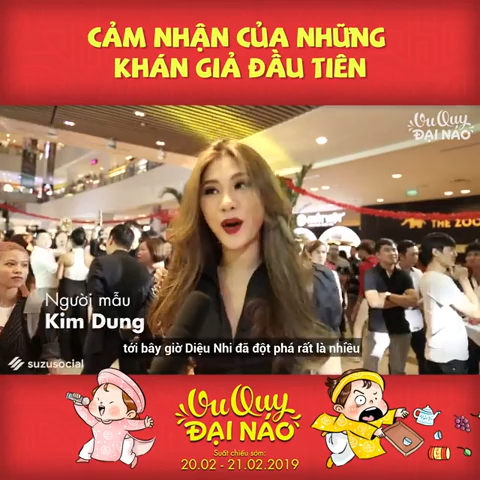 CẢM NHẬN CỦA NHỮNG
KHÁN GIẢ ĐẦU TIÊN
Vu Quy
ĐẠI NÁO
THE ZOO
Người mẫu
Kim Dung
tới bây giờ Diệu Nhi đã đột phá rất là nhiều
suzusocial
Vu Quy
ĐẠI NÁO
Suất chiếu sớm:
20.02 - 21.02.2019